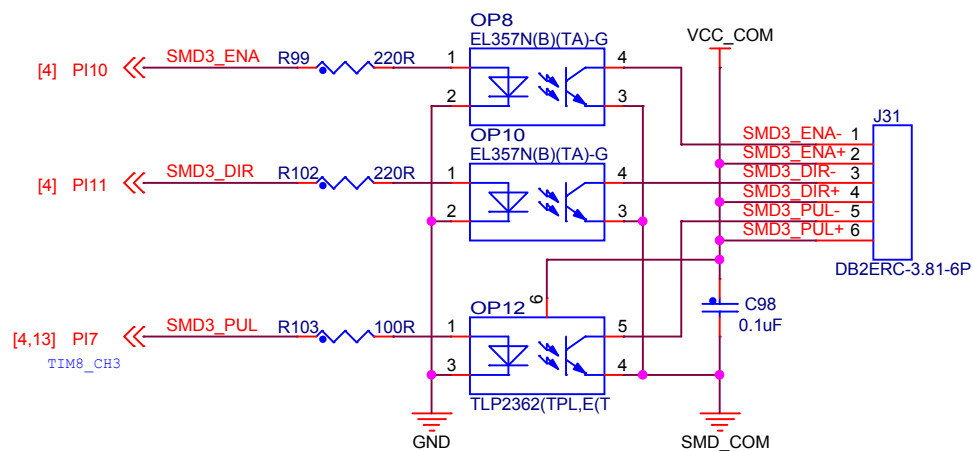 OP8
EL357N(B)(TA)-G
VCC_COM
[4] PI10 SMD3_ENA R99 220R 1 4
2 3
J31
OP10
EL357N(B)(TA)-G
SMD3_ENA- 1
SMD3_ENA+ 2
SMD3_DIR- 3
SMD3_DIR+ 4
SMD3_PUL- 5
SMD3_PUL+ 6
DB2ERC-3.81-6P
[4] PI11 SMD3_DIR R102 220R 1 4
2 3
OP12
6
C98
0.1uF
[4,13] PI7 SMD3_PUL R103 100R 1 5
TIM8_CH3
3 4
TLP2362(TPL,E(T
GND
SMD_COM